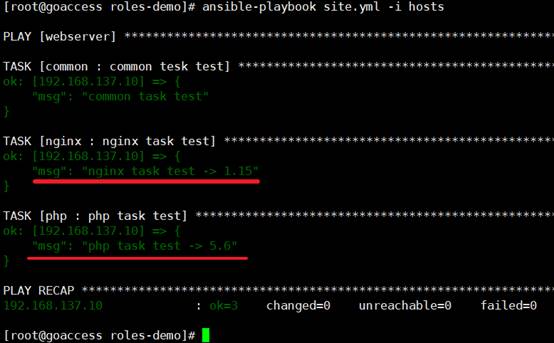 [root@goaccess roles-demo]# ansible-playbook site.yml -i hosts
PLAY [webserver] ************************************************************
TASK [common : common tesk test] ********************************************
ok: [192.168.137.10] => {
    "msg": "common task test"
}
TASK [nginx : nginx task test] **********************************************
ok: [192.168.137.10] => {
    "msg": "nginx task test -> 1.15"
}
TASK [php : php task test] **************************************************
ok: [192.168.137.10] => {
    "msg": "php task test -> 5.6"
}
PLAY RECAP ******************************************************************
192.168.137.10             : ok=3    changed=0    unreachable=0    failed=0
[root@goaccess roles-demo]#